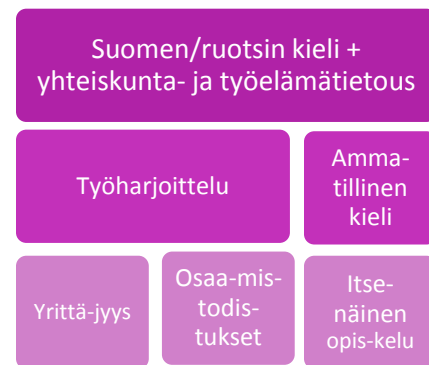 Suomen/ruotsin kieli +
yhteiskunta- ja työelämätietous
Työharjoittelu
Amma-
tillinen
kieli
Yrittä-jyys
Osaa-mis-
todis-
tukset
Itse-
näinen
opis-kelu